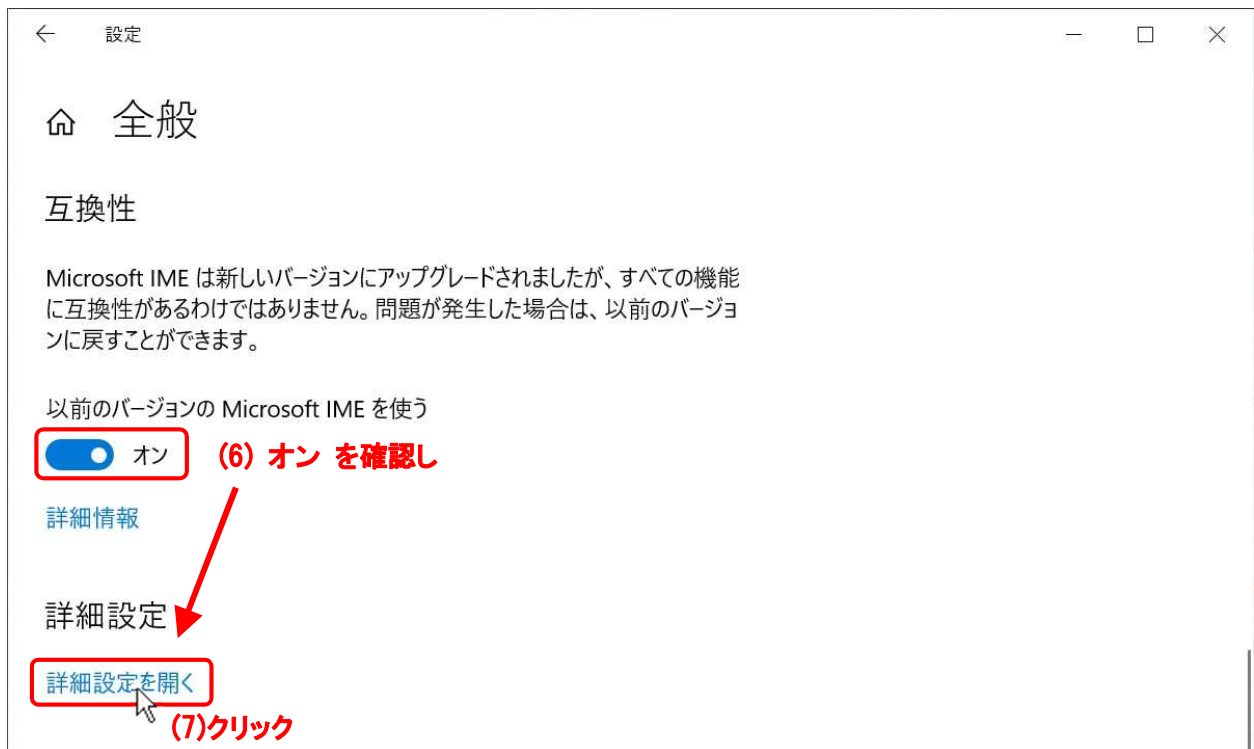 設定
全般
互換性
Microsoft IME は新しいバージョンにアップグレードされましたが、すべての機能
に互換性があるわけではありません。問題が発生した場合は、以前のバージョ
ンに戻すことができます。
以前のバージョンの Microsoft IME を使う
オン (6) オン を確認し
詳細情報
詳細設定
詳細設定を開く
(7)クリック